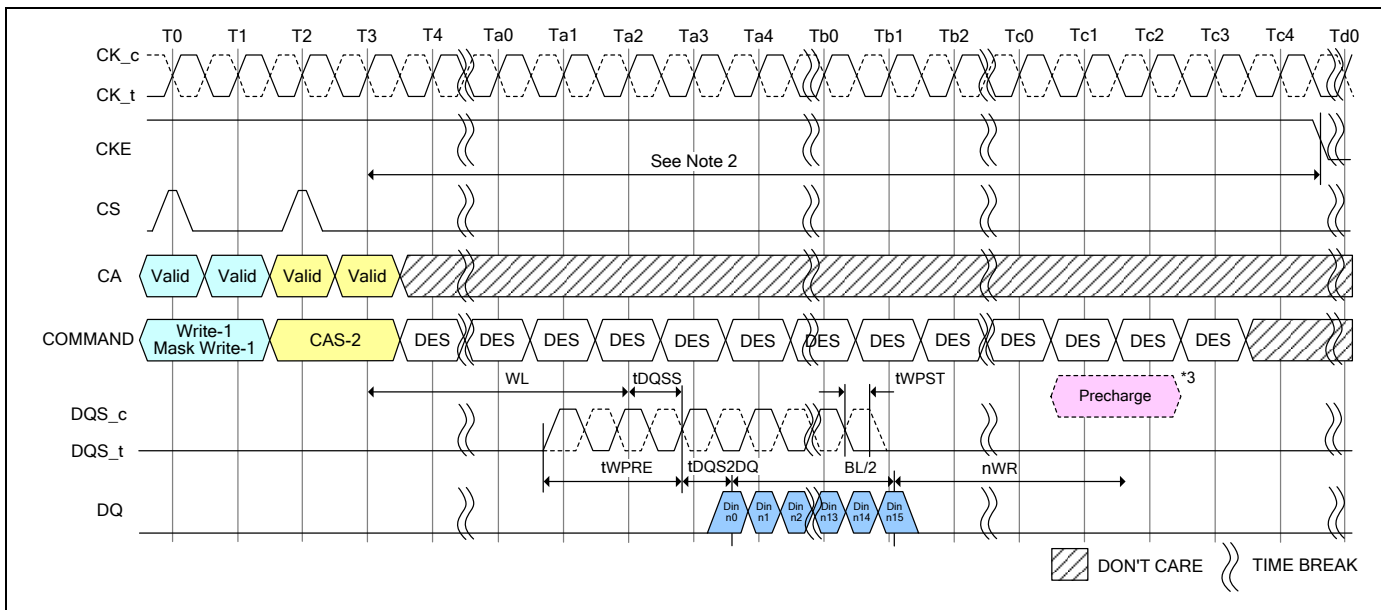 T0 T1 T2 T3 T4 Ta0 Ta1 Ta2 Ta3 Ta4 Tb0 Tb1 Tb2 Tc0 Tc1 Tc2 Tc3 Tc4 Td0
CK_c
CK_t
CKE
See Note 2
CS
CA Valid Valid Valid Valid
COMMAND Write-1 Mask Write-1 CAS-2 DES DES DES DES DES DES DES DES DES DES DES DES DES
WL tDQSS tWPST
DQS_c Precharge *3
DQS_t
tWPRE tDQS2DQ BL/2 nWR
DQ Din n0 Din n1 Din n2 Din n13 Din n14 Din n15
DON'T CARE TIME BREAK